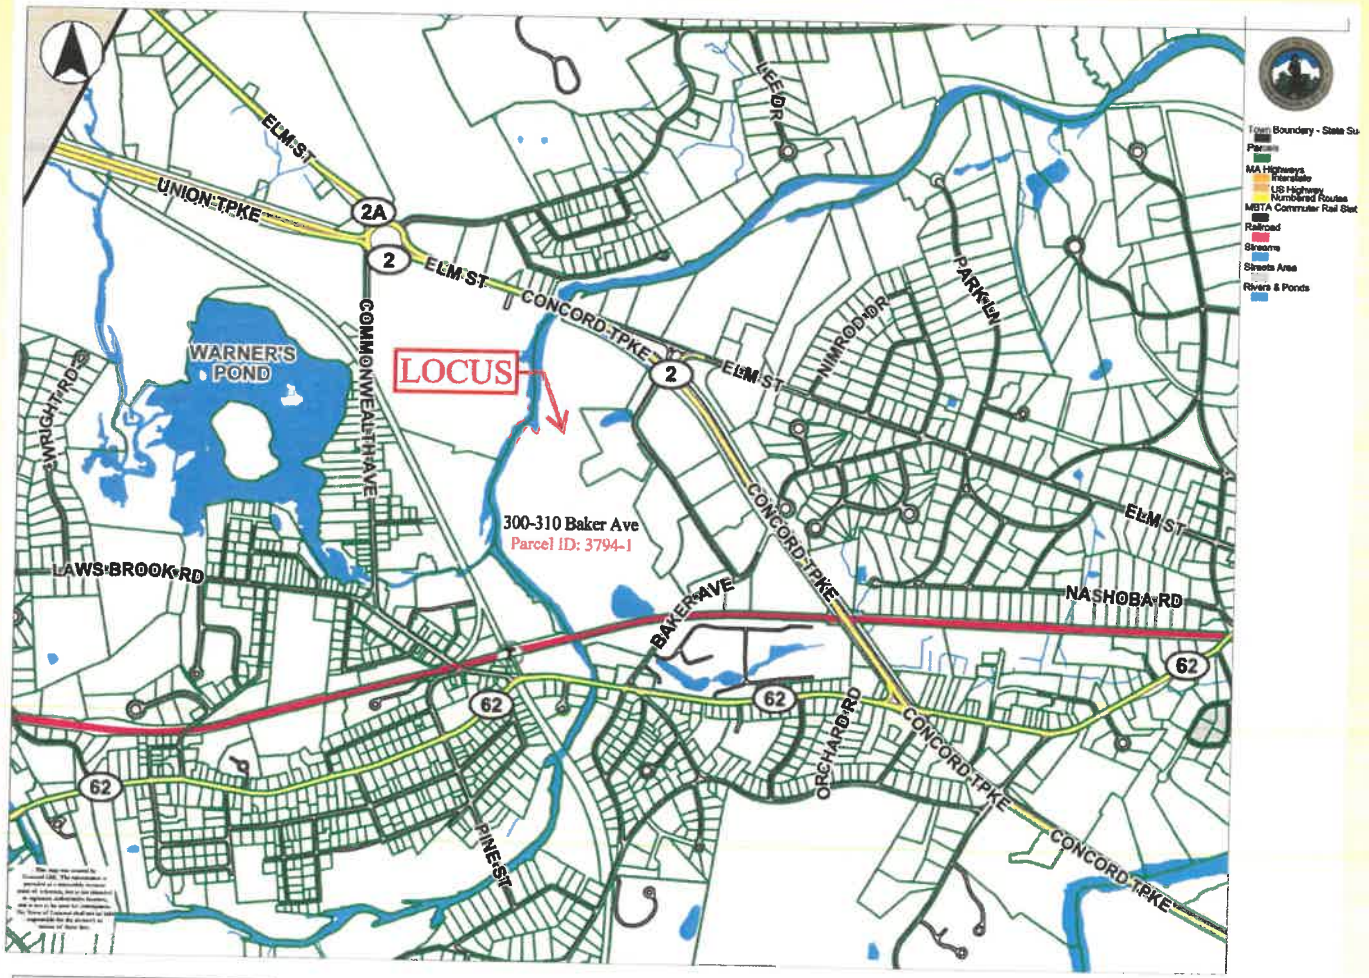 ELM ST
UNION TPKE
2A
2
ELM ST
CONCORD TPKE
LEE DR
COMMONWEALTH AVE
WARNER'S
POND
WRIGHT RD
LOCUS
2
ELM ST
NIMROD DR
PARK LN
300-310 Baker Ave
Parcel ID: 3794-1
CONCORD TPKE
ELM ST
LAWS BROOK RD
BAKER AVE
NASHOBA RD
62
62
62
62
ORCHARD RD
CONCORD TPKE
CONCORD TPKE
PINE ST
Town Boundary - State Su
Parcels
MA Highways
Interstate
US Highway
Numbered Routes
MBTA Commuter Rail Stat
Railroad
Streams
Streets Area
Rivers & Ponds